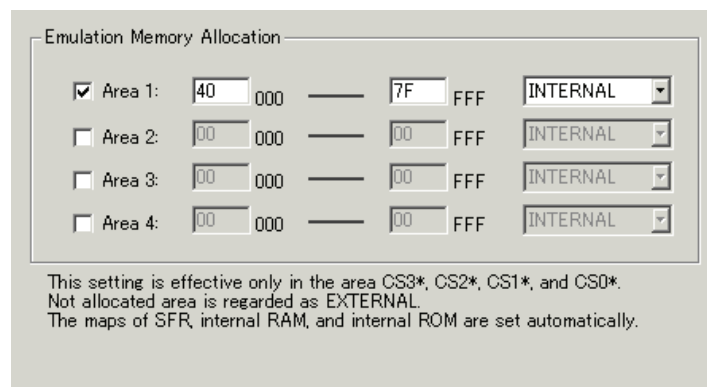 Emulation Memory Allocation
Area 1: 40 000 7F FFF INTERNAL
Area 2: 00 000 00 FFF INTERNAL
Area 3: 00 000 00 FFF INTERNAL
Area 4: 00 000 00 FFF INTERNAL
This setting is effective only in the area CS3*, CS2*, CS1*, and CS0*.
Not allocated area is regarded as EXTERNAL.
The maps of SFR, internal RAM, and internal ROM are set automatically.